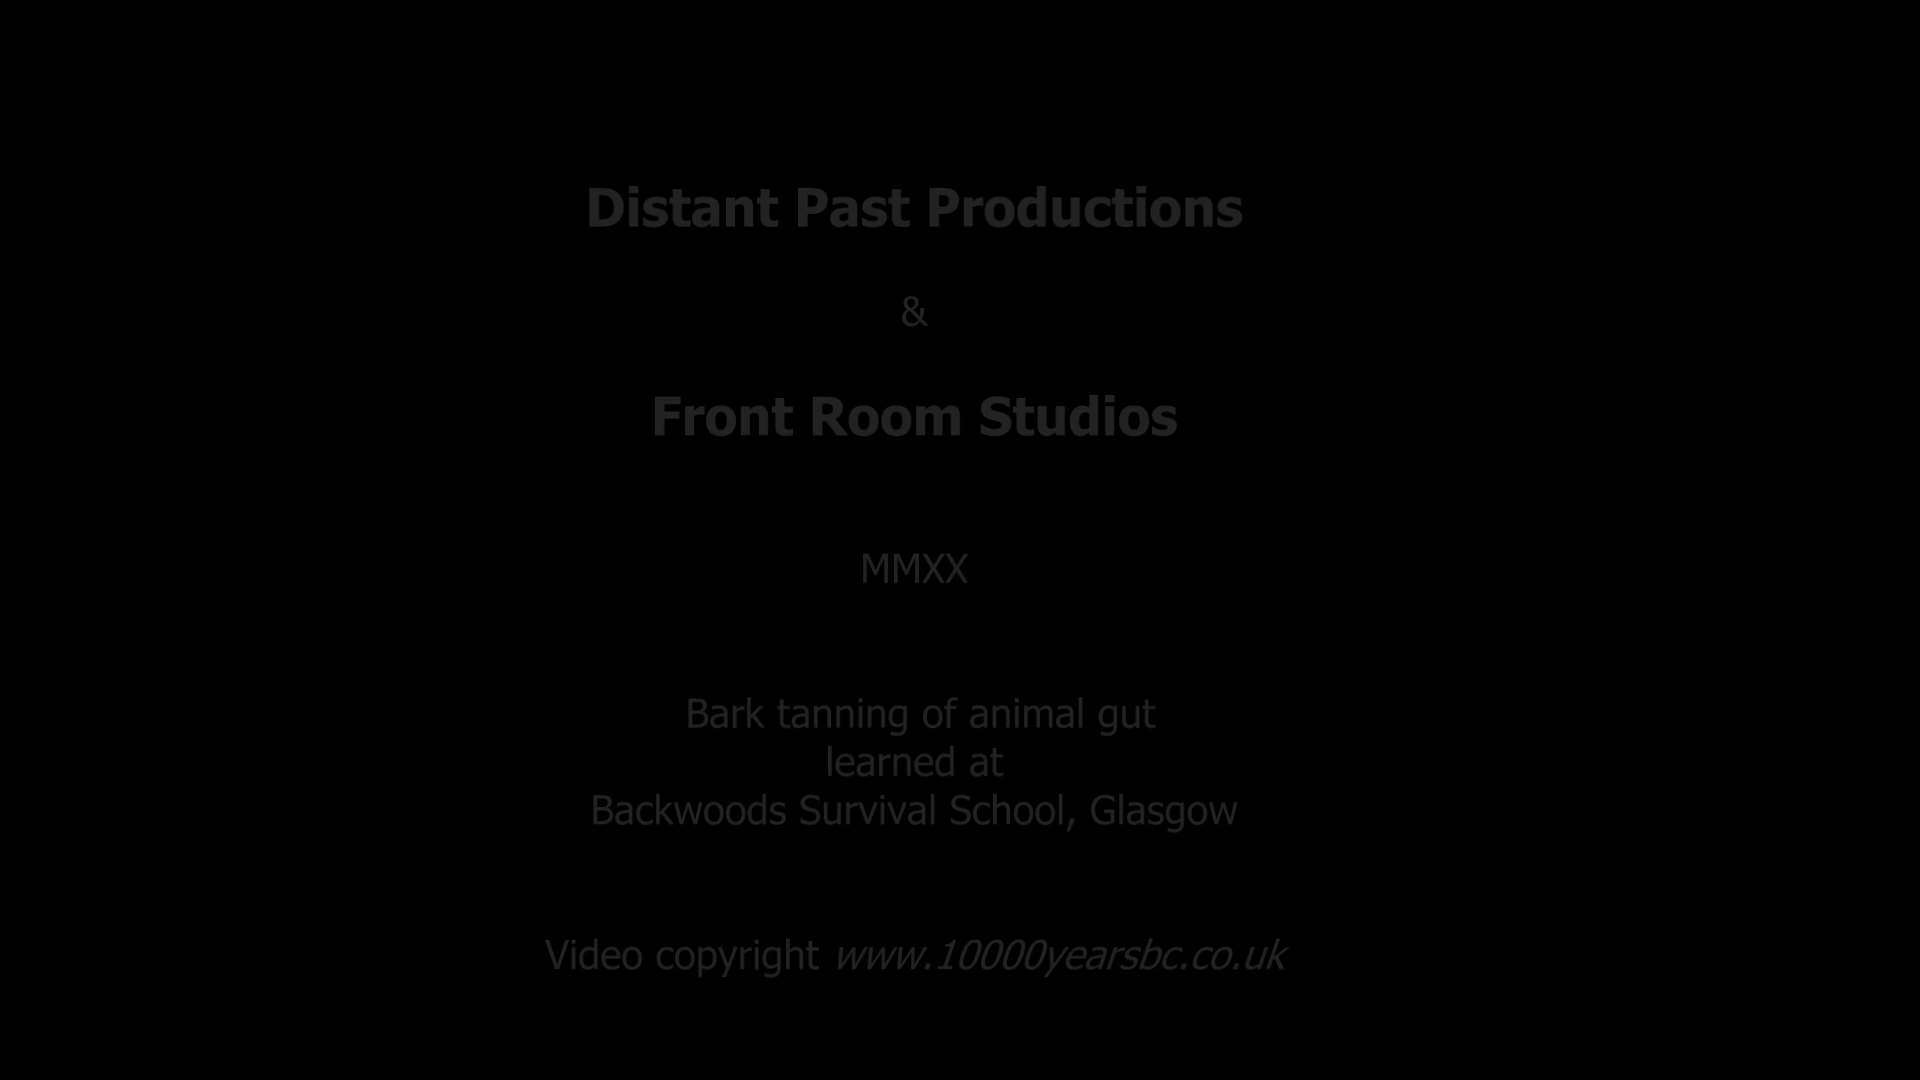 Distant Past Productions
&
Front Room Studios
MMXX
Bark tanning of animal gut
learned at
Backwoods Survival School, Glasgow
Video copyright www.10000yearsbc.co.uk